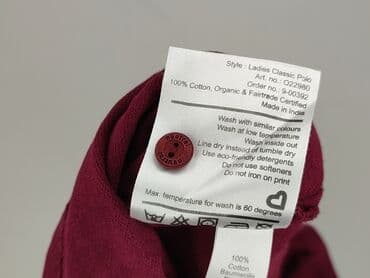 Style : Ladies Classic Polo
Art. no.: O22980
Order no.: 9-00392
100% Cotton, Organic & Fairtrade Certified
Made in India
Wash with similar colours
Wash at low temperature
Wash inside out
Line dry instead of tumble dry
Use eco-friendly detergents
Do not use softeners
Do not iron on print
Max. temperature for wash is 60 degrees
100%
Cotton
Baumwolle